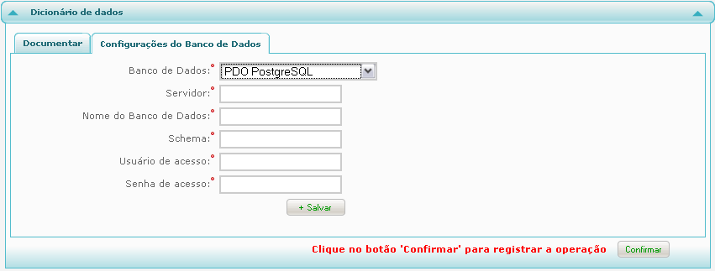 Dicionário de dados
Documentar
Configurações do Banco de Dados
Banco de Dados:* PDO PostgreSQL
Servidor:*
Nome do Banco de Dados:*
Schema:*
Usuário de acesso:*
Senha de acesso:*
+ Salvar
Clique no botão 'Confirmar' para registrar a operação Confirmar